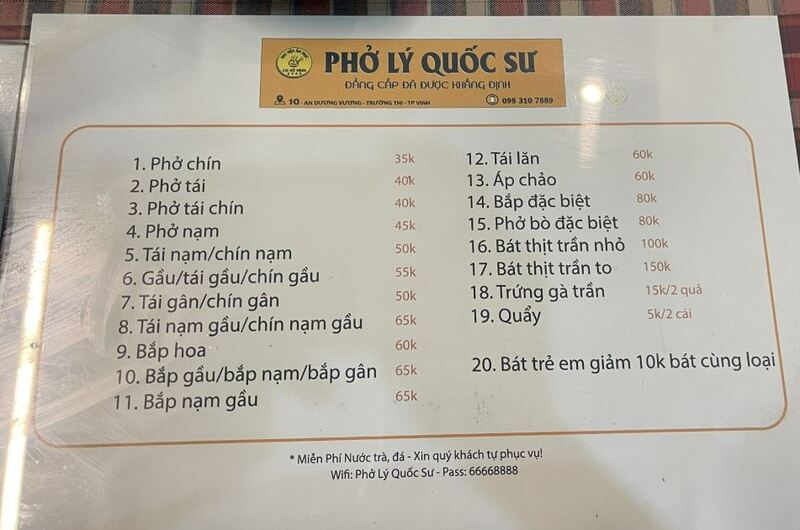 PHỞ LÝ QUỐC SƯ
ĐẲNG CẤP ĐÃ ĐƯỢC KHẲNG ĐỊNH
10 - AN DƯƠNG VƯƠNG - TRƯỜNG THI - TP VINH 098 310 7889
1. Phở chín 35k
2. Phở tái 40k
3. Phở tái chín 40k
4. Phở nạm 45k
5. Tái nạm/chín nạm 50k
6. Gầu/tái gầu/chín gầu 55k
7. Tái gân/chín gân 50k
8. Tái nạm gầu/chín nạm gầu 65k
9. Bắp hoa 60k
10. Bắp gầu/bắp nạm/bắp gân 65k
11. Bắp nạm gầu 65k
12. Tái lăn 60k
13. Áp chảo 60k
14. Bắp đặc biệt 80k
15. Phở bò đặc biệt 80k
16. Bát thịt trần nhỏ 100k
17. Bát thịt trần to 150k
18. Trứng gà trần 15k/2 quả
19. Quẩy 5k/2 cái
20. Bát trẻ em giảm 10k bát cùng loại
* Miễn Phí Nước trà, đá - Xin quý khách tự phục vụ!
Wifi: Phở Lý Quốc Sư - Pass: 66668888